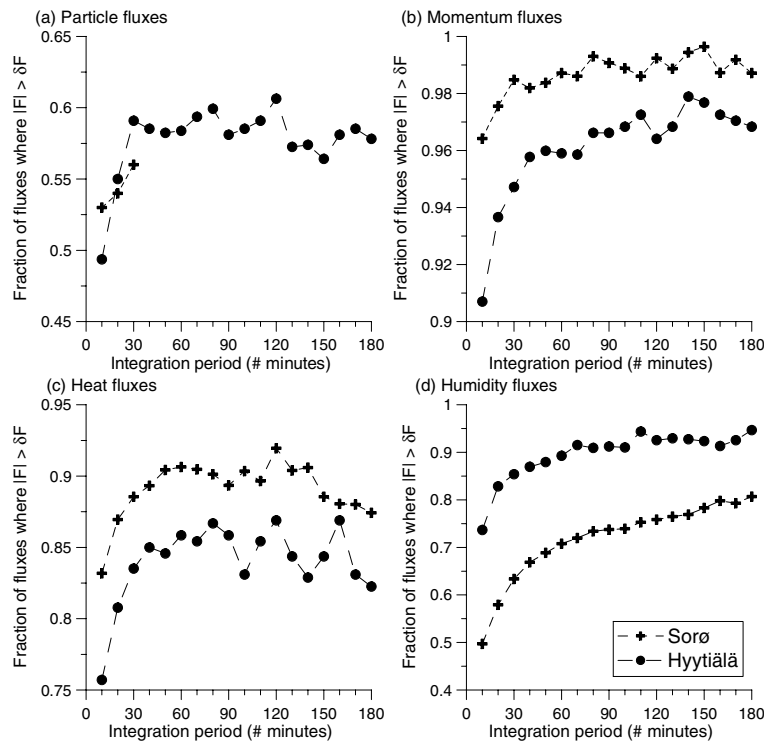 (a) Particle fluxes
0.65
0.6
0.55
0.5
0.45
Fraction of fluxes where |F| > δF
0 30 60 90 120 150 180
Integration period (# minutes)
(b) Momentum fluxes
1
0.98
0.96
0.94
0.92
0.9
Fraction of fluxes where |F| > δF
0 30 60 90 120 150 180
Integration period (# minutes)
(c) Heat fluxes
0.95
0.9
0.85
0.8
0.75
Fraction of fluxes where |F| > δF
0 30 60 90 120 150 180
Integration period (# minutes)
(d) Humidity fluxes
1
0.9
0.8
0.7
0.6
0.5
0.4
Fraction of fluxes where |F| > δF
Sorø
Hyytiälä
0 30 60 90 120 150 180
Integration period (# minutes)